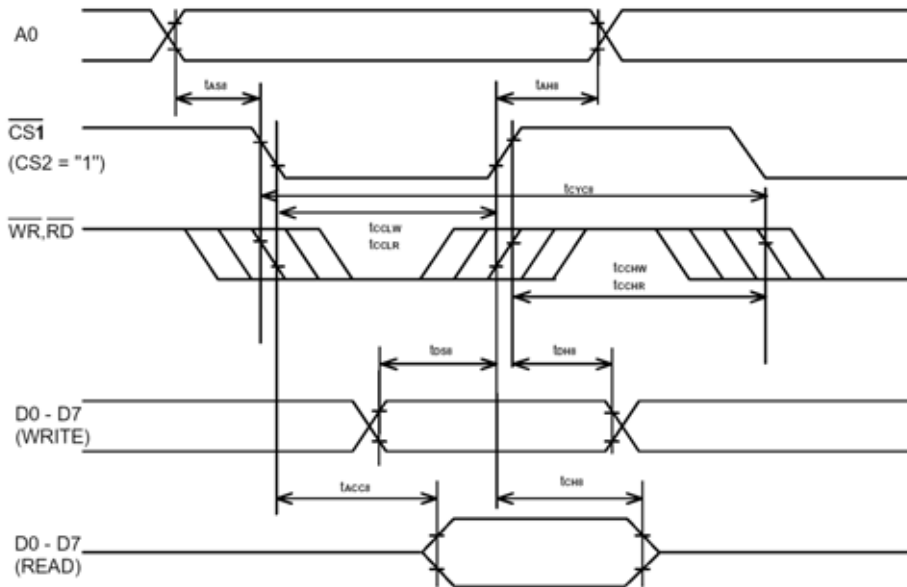 A0
tAS8
tAH8
CS1
(CS2 = "1")
tCYC8
WR,RD
tCCLW
tCCLR
tCCHW
tCCHR
tDS8
tDH8
D0 - D7
(WRITE)
tACC8
tCH8
D0 - D7
(READ)